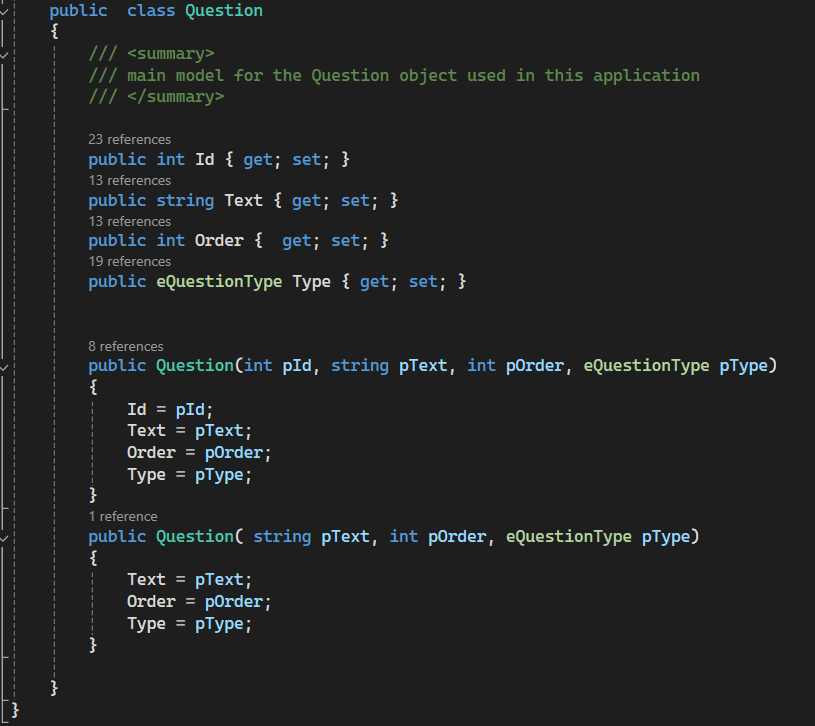 public  class Question
{
/// <summary>
/// main model for the Question object used in this application
/// </summary>
23 references
public int Id { get; set; }
13 references
public string Text { get; set; }
13 references
public int Order {  get; set; }
19 references
public eQuestionType Type { get; set; }
8 references
public Question(int pId, string pText, int pOrder, eQuestionType pType)
{
Id = pId;
Text = pText;
Order = pOrder;
Type = pType;
}
1 reference
public Question( string pText, int pOrder, eQuestionType pType)
{
Text = pText;
Order = pOrder;
Type = pType;
}
}
}